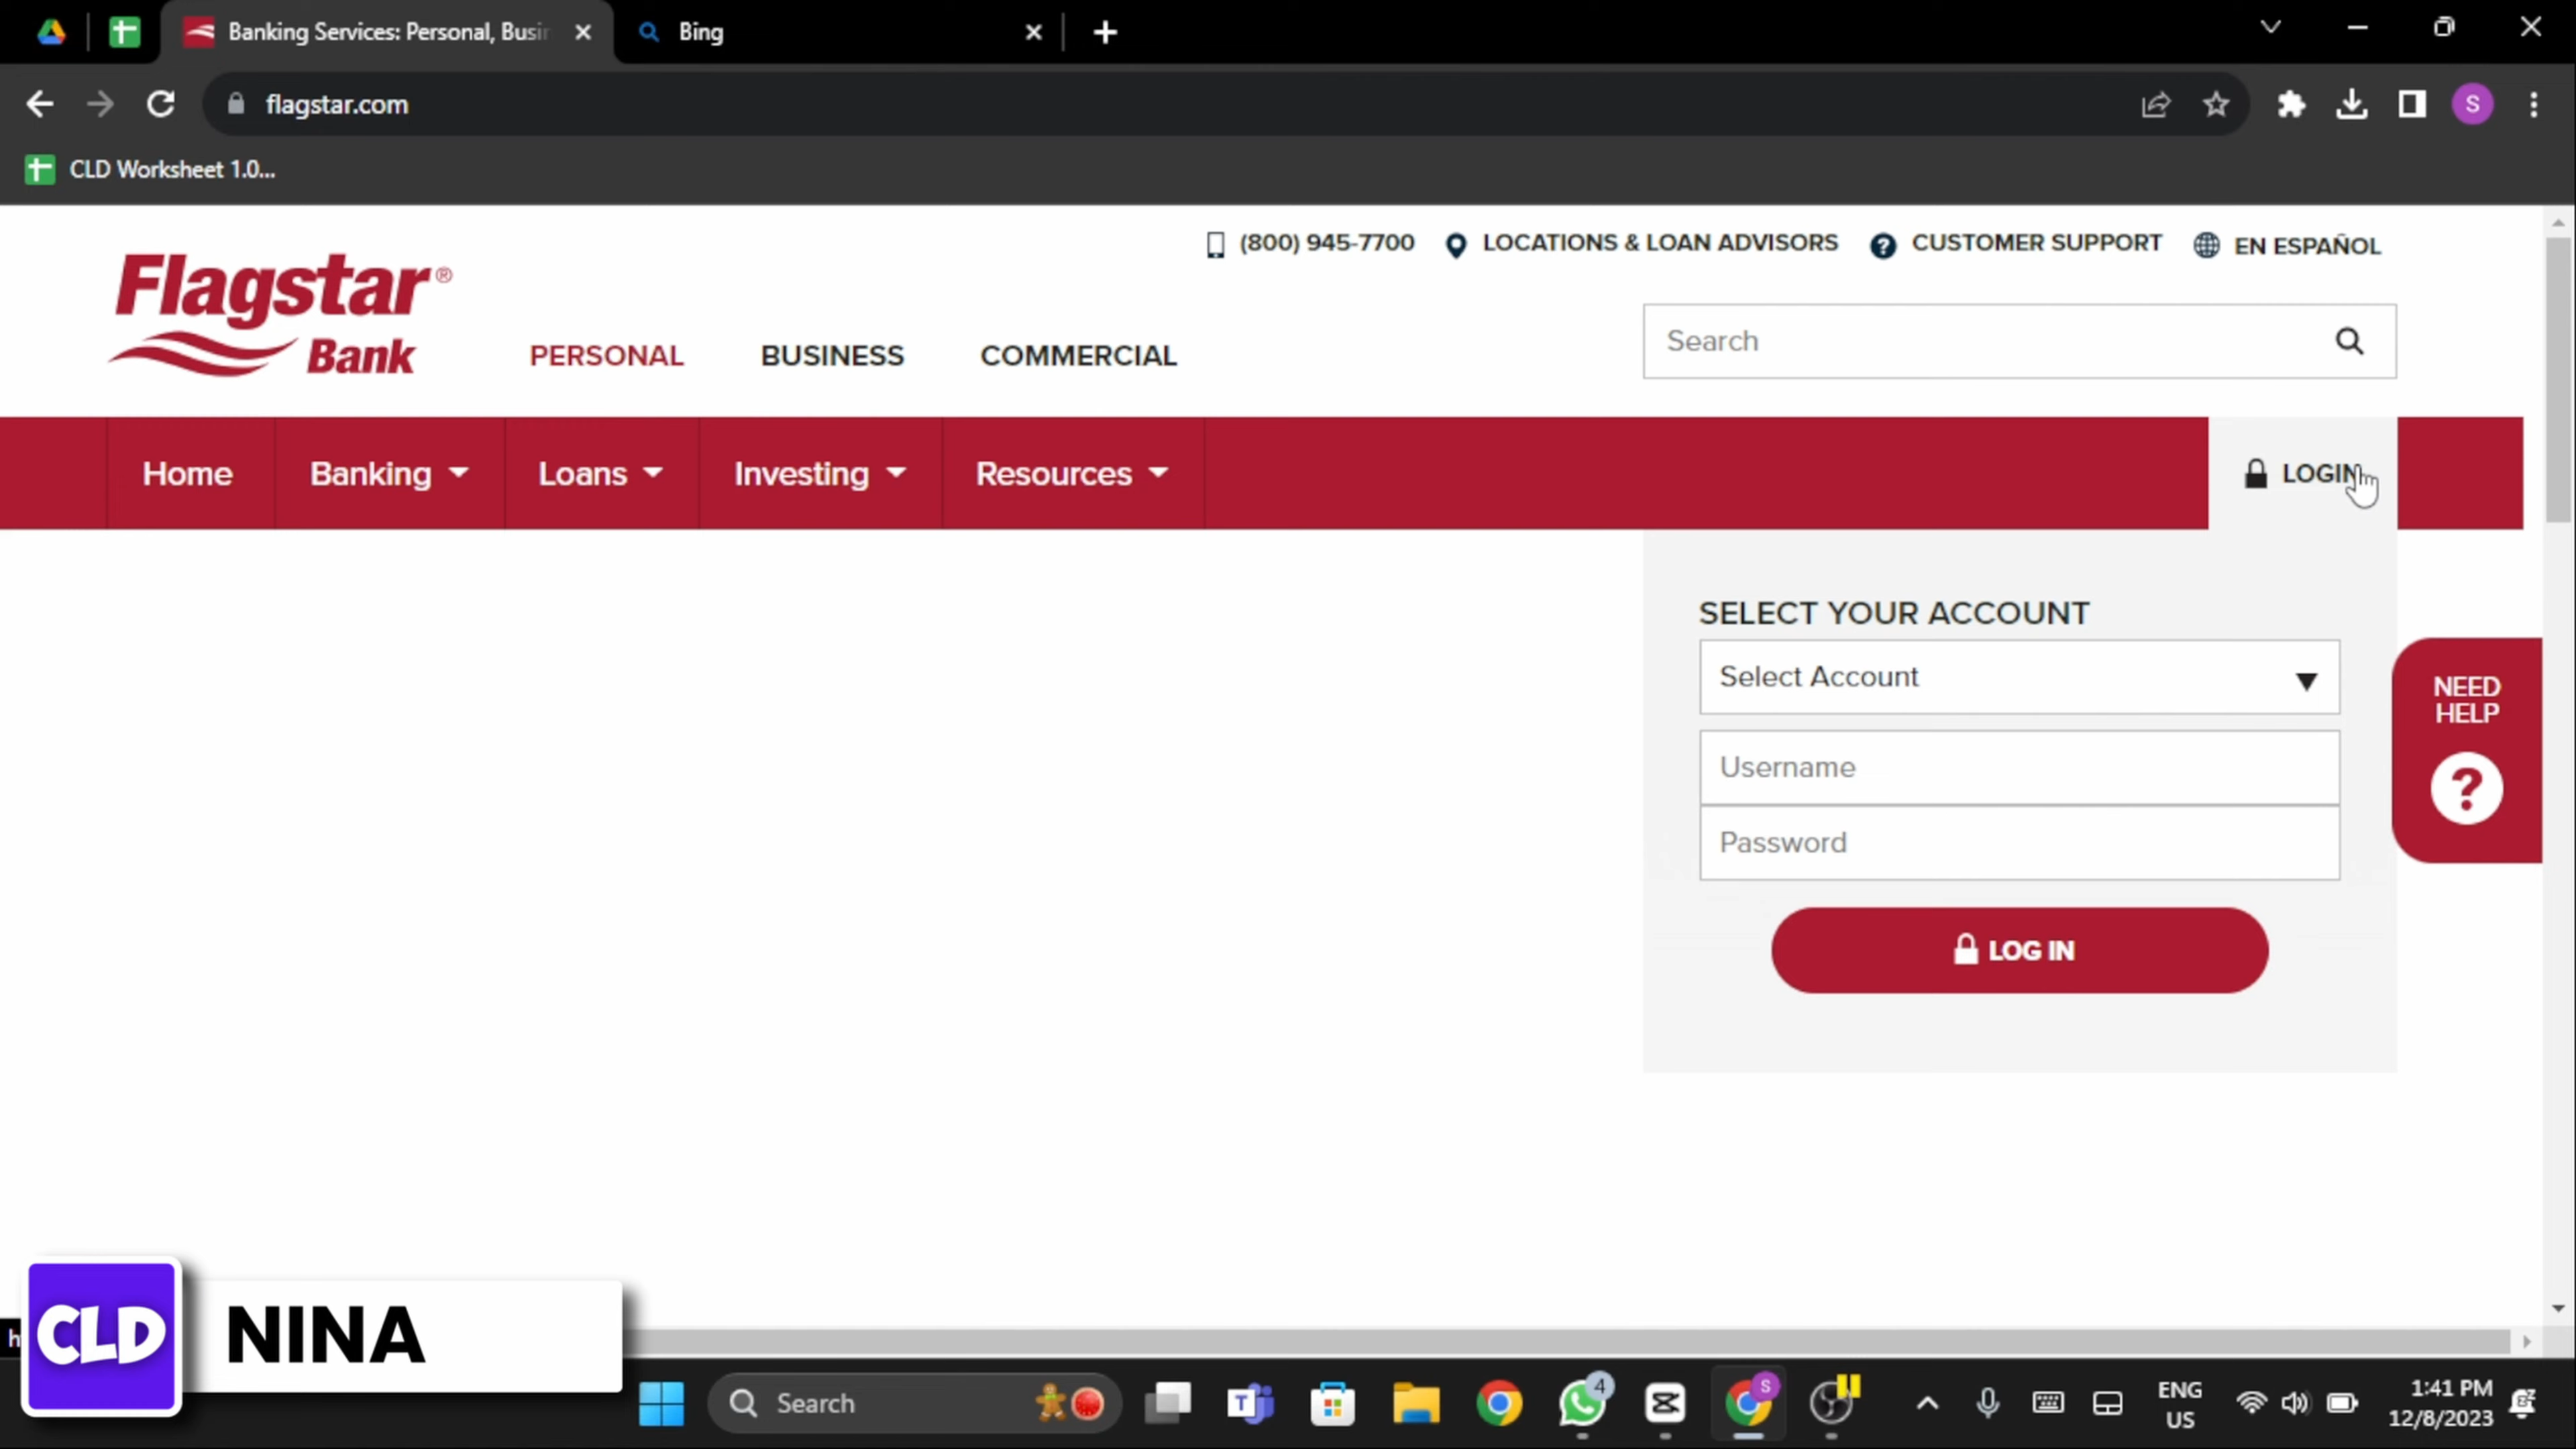 Banking Services: Personal, Busin
Bing
flagstar.com
S
CLD Worksheet 1.0...
(800) 945-7700
LOCATIONS & LOAN ADVISORS
CUSTOMER SUPPORT
EN ESPAÑOL
Flagstar®
Bank
PERSONAL
BUSINESS
COMMERCIAL
Search
Home
Banking
Loans
Investing
Resources
LOGIN
SELECT YOUR ACCOUNT
Select Account
Username
Password
LOG IN
NEED
HELP
?
h
CLD
NINA
Search
T
4
S
ENG
US
1:41 PM
12/8/2023